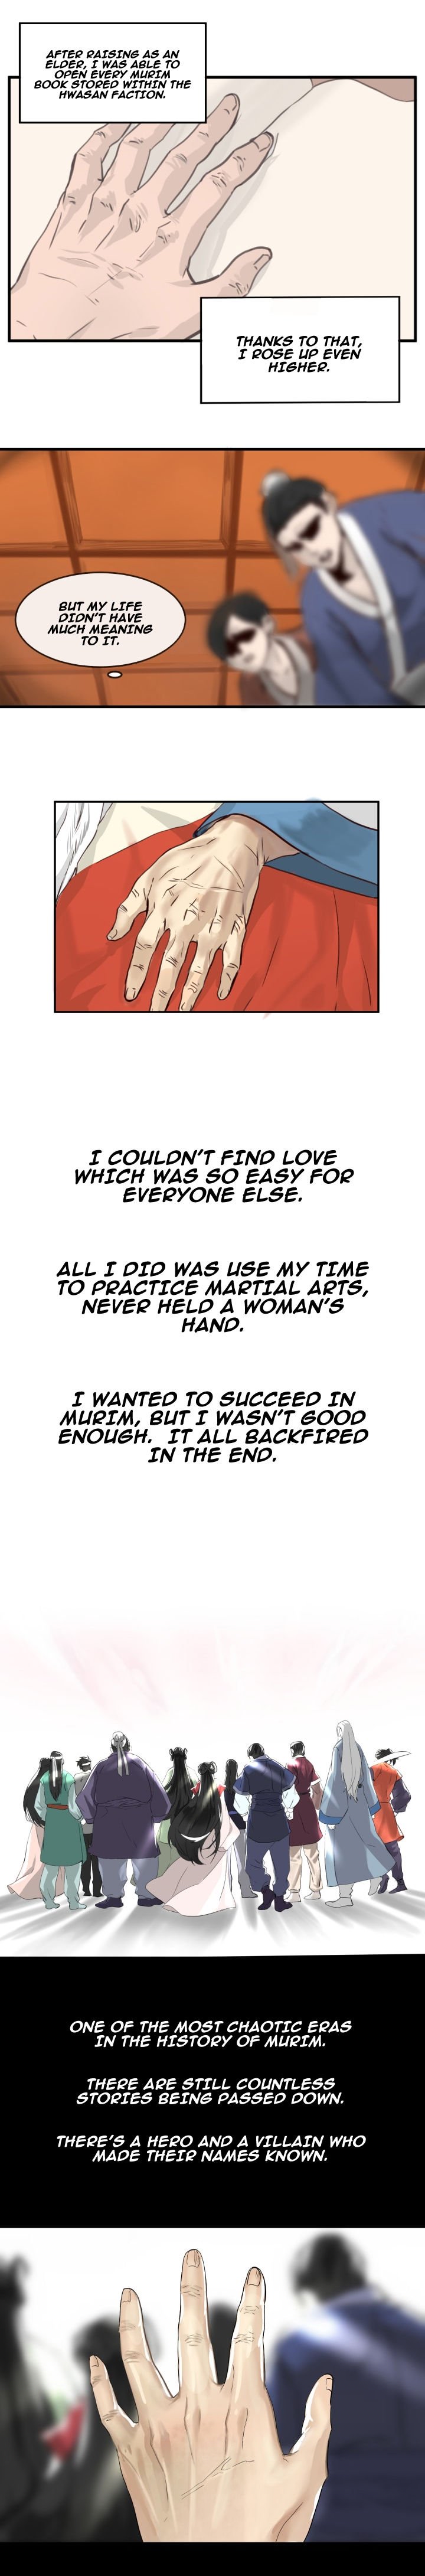 AFTER RAISING AS AN
ELDER, I WAS ABLE TO
OPEN EVERY MURIM
BOOK STORED WITHIN THE
HWASAN FACTION.
THANKS TO THAT,
I ROSE UP EVEN
HIGHER.
BUT MY LIFE
DIDN'T HAVE
MUCH MEANING
TO IT.
I COULDN'T FIND LOVE
WHICH WAS SO EASY FOR
EVERYONE ELSE.
ALL I DID WAS USE MY TIME
TO PRACTICE MARTIAL ARTS,
NEVER HELD A WOMAN'S
HAND.
I WANTED TO SUCCEED IN
MURIM, BUT I WASN'T GOOD
ENOUGH. IT ALL BACKFIRED
IN THE END.
ONE OF THE MOST CHAOTIC ERAS
IN THE HISTORY OF MURIM.
THERE ARE STILL COUNTLESS
STORIES BEING PASSED DOWN.
THERE'S A HERO AND A VILLAIN WHO
MADE THEIR NAMES KNOWN.